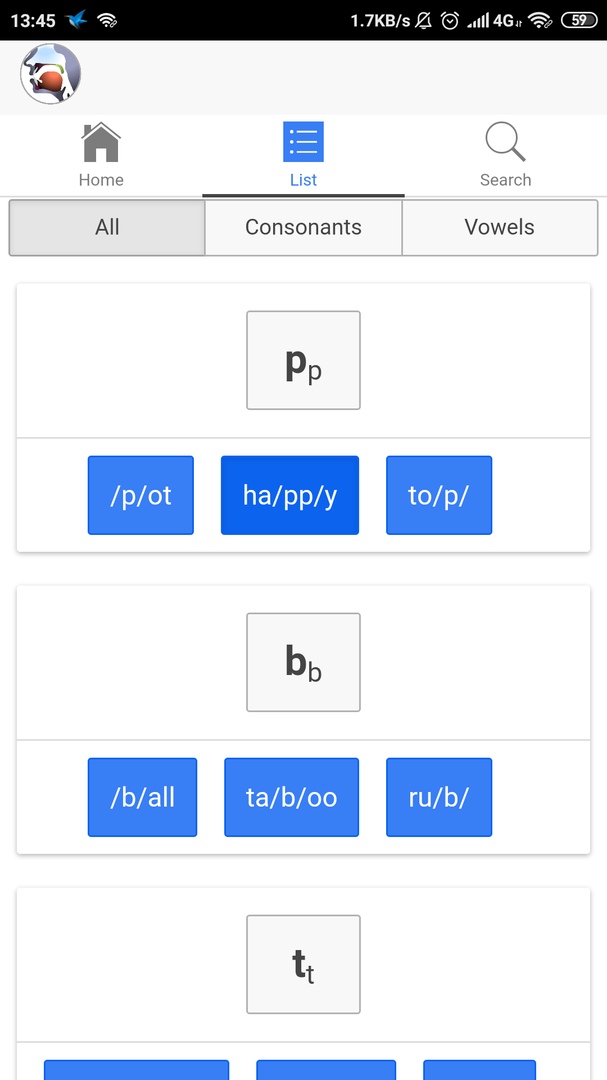 13:45 1.7KB/s 4G 59
Home List Search
All Consonants Vowels
p p
/p/ot ha/pp/y to/p/
b b
/b/all ta/b/oo ru/b/
t t